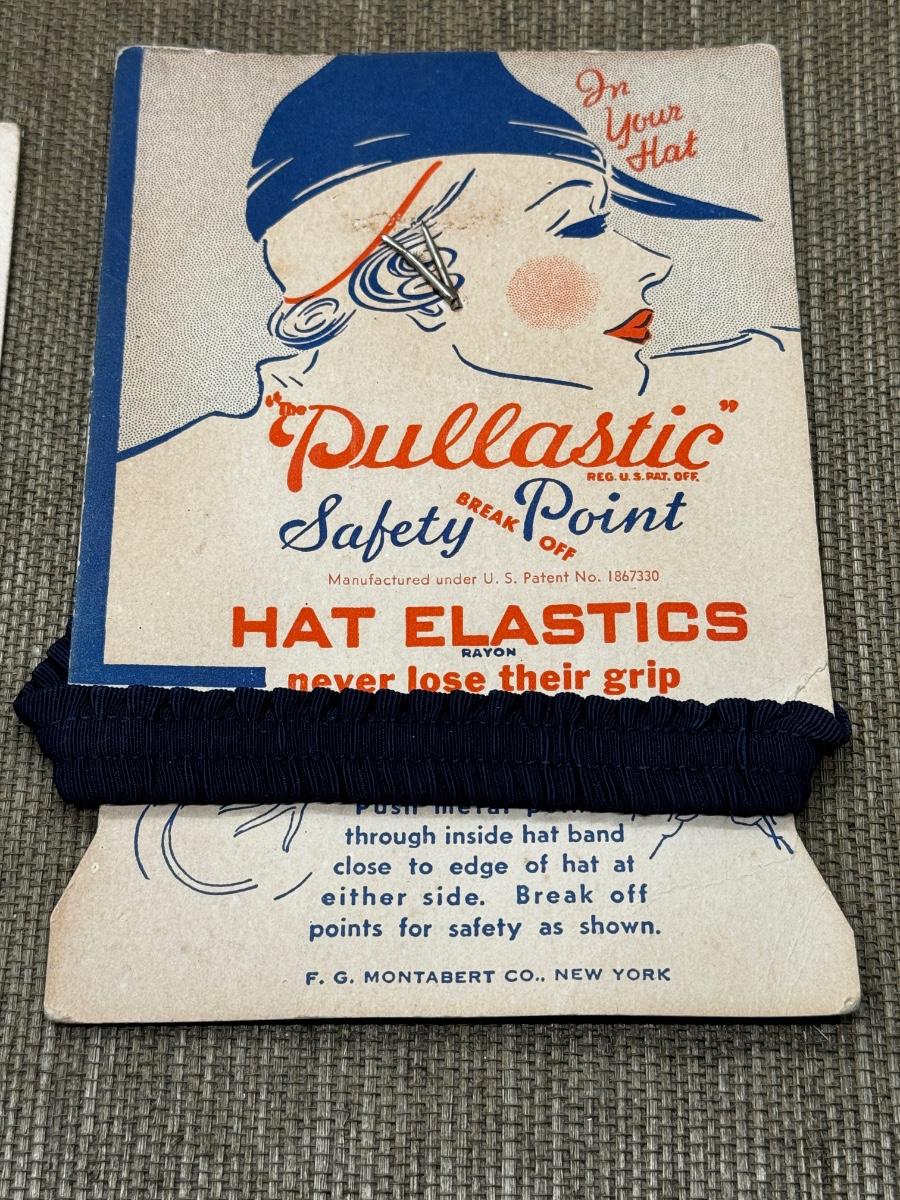 In
Your
Hat
"The
Pullastic"
REG. U.S. PAT. OFF.
Safety BREAK OFF Point
Manufactured under U. S. Patent No. 1867330
HAT ELASTICS
RAYON
never lose their grip
Push metal
through inside hat band
close to edge of hat at
either side. Break off
points for safety as shown.
F. G. MONTABERT CO., NEW YORK